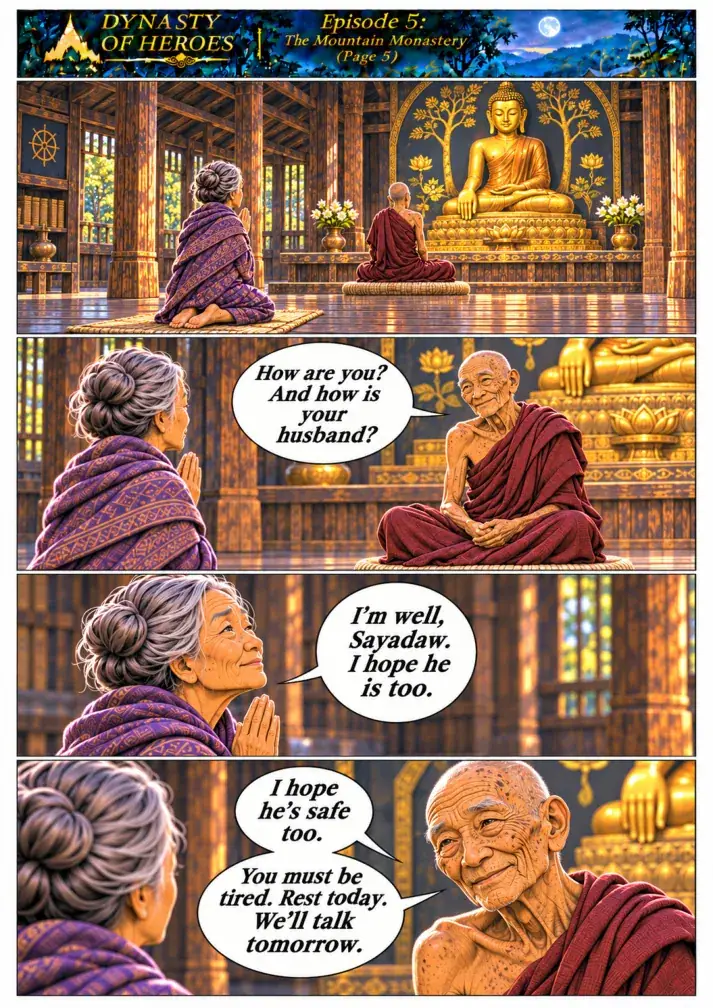 DYNASTY
OF HEROES
Episode 5:
The Mountain Monastery
(Page 5)
How are you?
And how is
your
husband?
I'm well,
Sayadaw.
I hope he
is too.
I hope
he's safe
too.
You must be
tired. Rest today.
We'll talk
tomorrow.